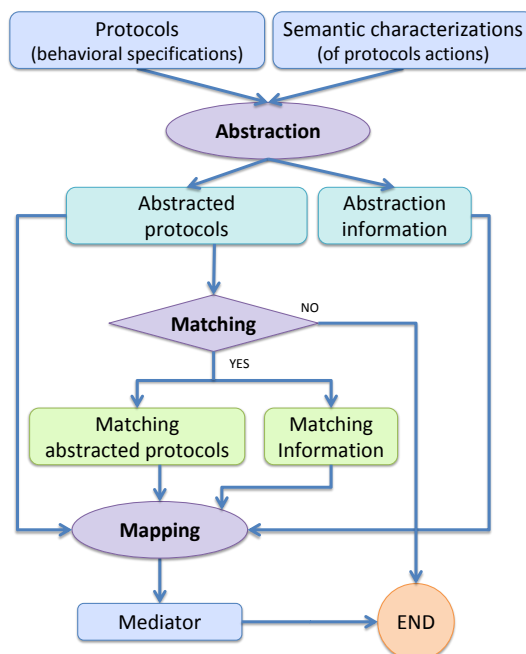 Protocols
(behavioral specifications)
Semantic characterizations
(of protocols actions)
Abstraction
Abstracted
protocols
Abstraction
information
Matching
NO
YES
Matching
abstracted protocols
Matching
Information
Mapping
Mediator
END